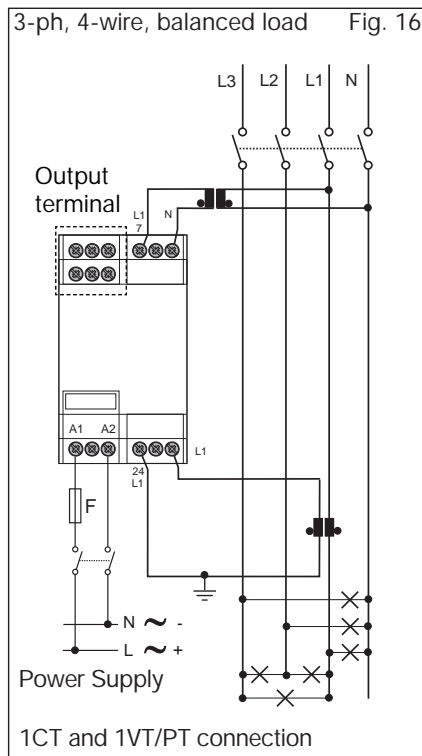 3-ph, 4-wire, balanced load Fig. 16
L3 L2 L1 N
Output
terminal
L1 N
7
A1 A2
L1
24
L1
F
N ~ -
L ~ +
Power Supply
1CT and 1VT/PT connection